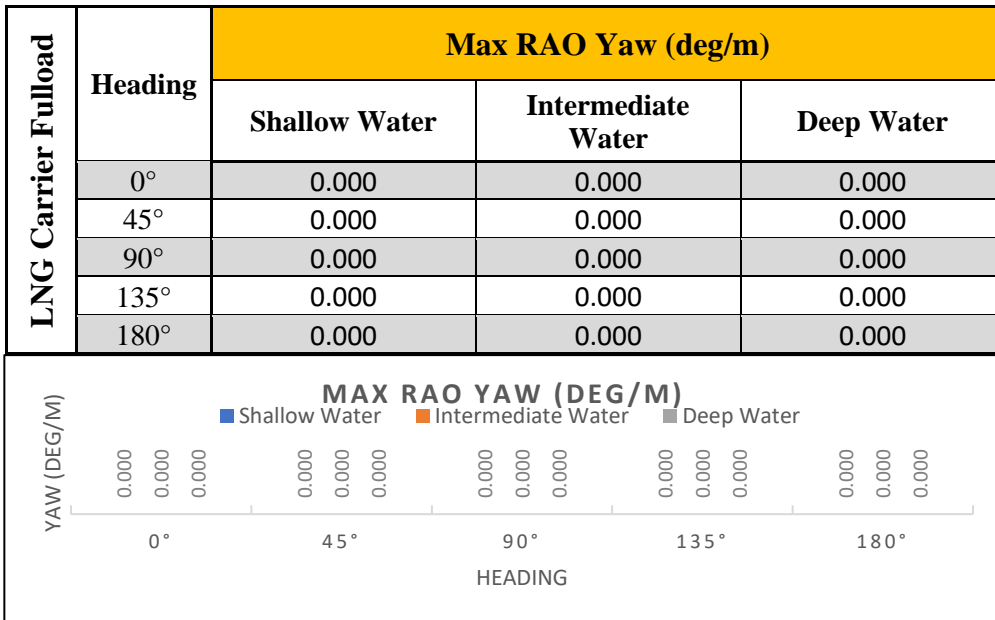 LNG Carrier Fulload
Heading
Max RAO Yaw (deg/m)
Shallow Water
Intermediate
Water
Deep Water
0° 0.000 0.000 0.000
45° 0.000 0.000 0.000
90° 0.000 0.000 0.000
135° 0.000 0.000 0.000
180° 0.000 0.000 0.000
MAX RAO YAW (DEG/M)
Shallow Water Intermediate Water Deep Water
YAW (DEG/M)
0.000 0.000 0.000 0.000 0.000 0.000 0.000 0.000 0.000 0.000 0.000 0.000 0.000 0.000 0.000
0° 45° 90° 135° 180°
HEADING